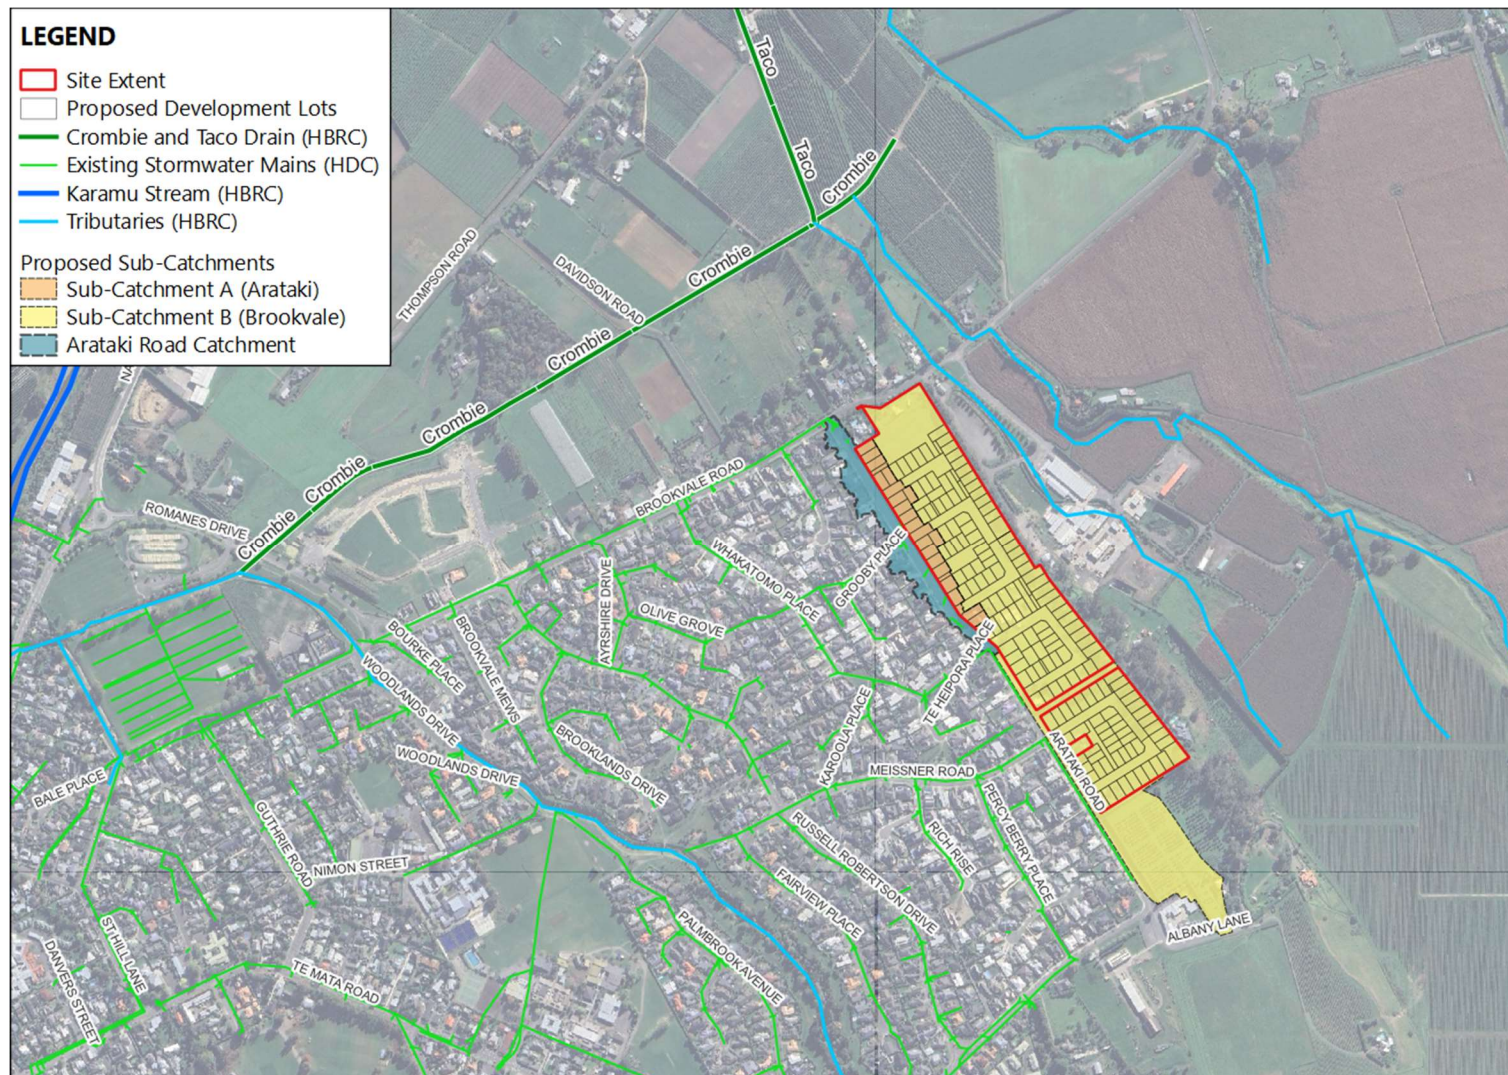 LEGEND
Site Extent
Proposed Development Lots
Crombie and Taco Drain (HBRC)
Existing Stormwater Mains (HDC)
Karamu Stream (HBRC)
Tributaries (HBRC)
Proposed Sub-Catchments
Sub-Catchment A (Arataki)
Sub-Catchment B (Brookvale)
Arataki Road Catchment
Taco
Taco
Crombie
THOMPSON ROAD
DAVIDSON ROAD
Crombie
Crombie
Crombie
Crombie
Crombie
ROMANES DRIVE
BROOKVALE ROAD
WHAKATOMO PLACE
GROOBY PLACE
AYRSHIRE DRIVE
OLIVE GROVE
BOURKE PLACE
BROOKVALE MEWS
TE HEIPORA PLACE
WOODLANDS DRIVE
WOODLANDS DRIVE
BROOKLANDS DRIVE
KAROOLA PLACE
MEISSNER ROAD
ARATAKI ROAD
BALE PLACE
GUTHRIE ROAD
NIMON STREET
RUSSELL ROBERTSON DRIVE
RICH RISE
PERCY BERRY PLACE
FAIRVIEW PLACE
PALMBROOK AVENUE
ALBANY LANE
ST HILL LANE
DANVERS STREET
TE MATA ROAD